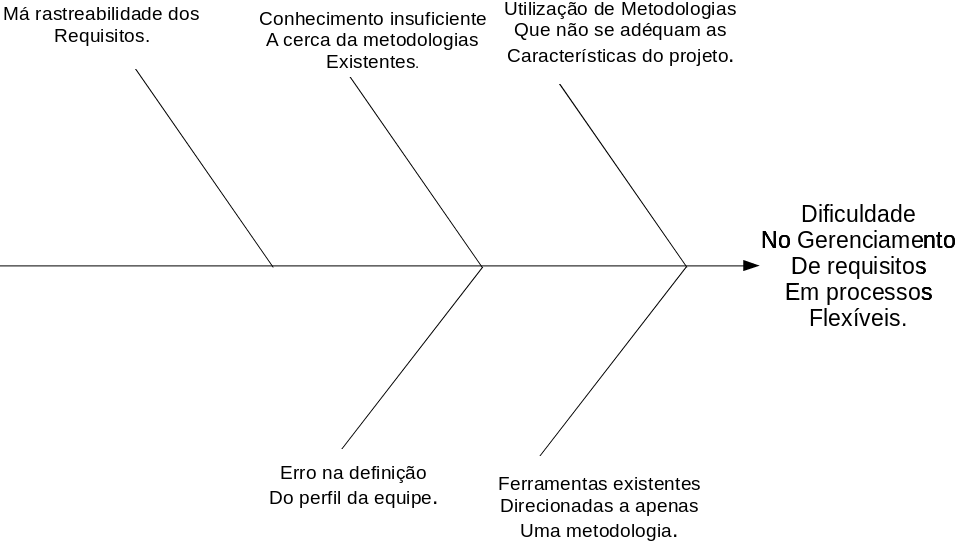 Má rastreabilidade dos
Requisitos.
Conhecimento insuficiente
A cerca da metodologias
Existentes.
Utilização de Metodologias
Que não se adéquam as
Características do projeto.
Dificuldade
No Gerenciamento
De requisitos
Em processos
Flexíveis.
Erro na definição
Do perfil da equipe.
Ferramentas existentes
Direcionadas a apenas
Uma metodologia.